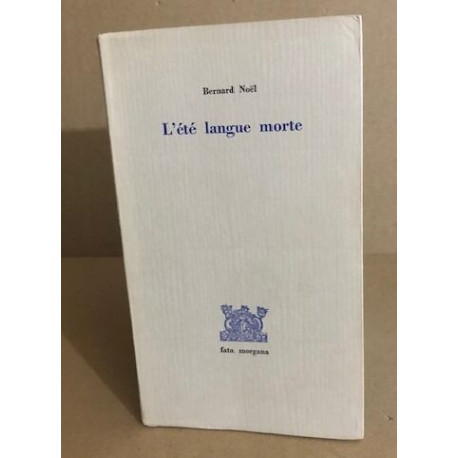 Bernard Noël
L'été langue morte
fata morgana